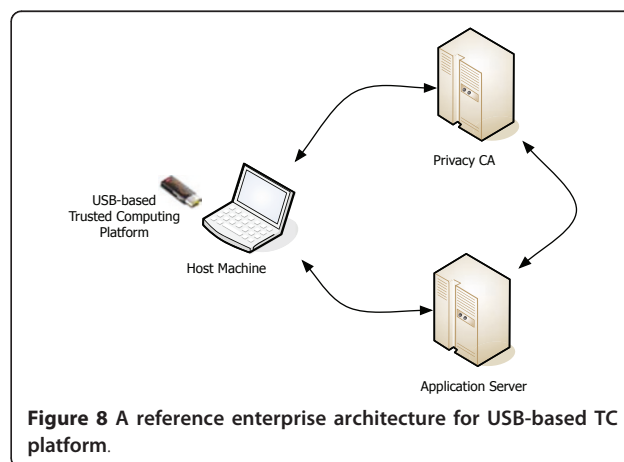 Privacy CA
USB-based
Trusted Computing
Platform
Host Machine
Application Server
Figure 8 A reference enterprise architecture for USB-based TC
platform.